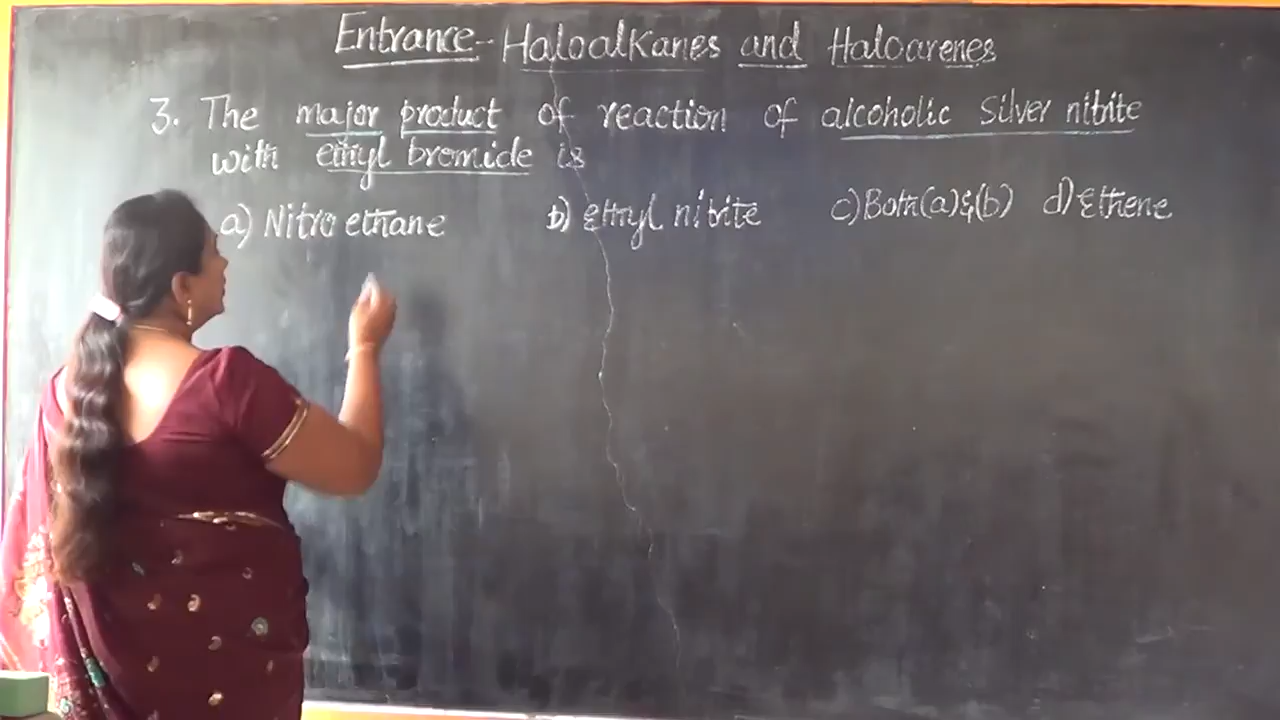 Entrance - Haloalkanes and Haloarenes
3. The major product of reaction of alcoholic silver nitrite
with ethyl bromide is
a) Nitro ethane b) Ethyl nitrite c) Both (a) & (b) d) Ethene